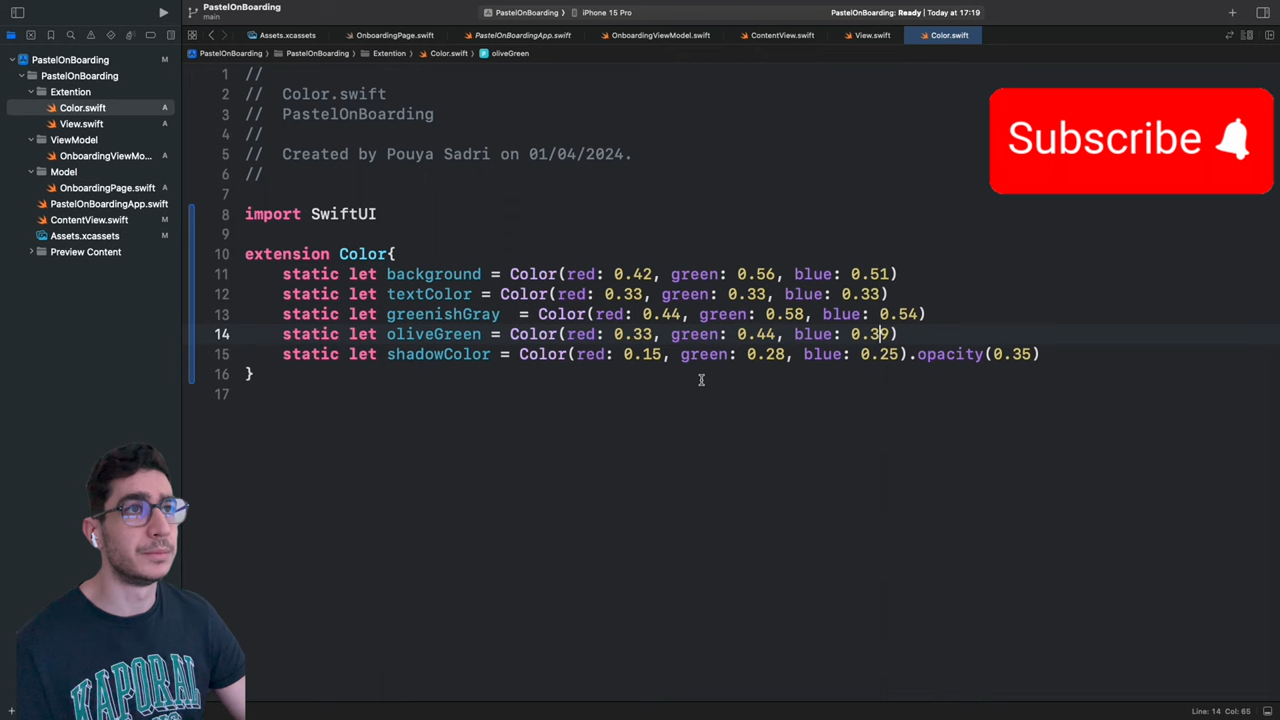 PastelOnBoarding
main
PastelOnBoarding
iPhone 15 Pro
PastelOnBoarding: Ready | Today at 17:19
Assets.xcassets
OnboardingPage.swift
PastelOnBoardingApp.swift
OnboardingViewModel.swift
ContentView.swift
View.swift
Color.swift
PastelOnBoarding
PastelOnBoarding
Extention
Color.swift
oliveGreen
PastelOnBoarding M
PastelOnBoarding
Extention
Color.swift A
View.swift A
ViewModel
OnboardingViewMo... A
Model
OnboardingPage.swift A
PastelOnBoardingApp.swift
ContentView.swift M
Assets.xcassets M
Preview Content
1 //
2 // Color.swift
3 // PastelOnBoarding
4 //
5 // Created by Pouya Sadri on 01/04/2024.
6 //
7
8 import SwiftUI
9
10 extension Color{
11 static let background = Color(red: 0.42, green: 0.56, blue: 0.51)
12 static let textColor = Color(red: 0.33, green: 0.33, blue: 0.33)
13 static let greenishGray  = Color(red: 0.44, green: 0.58, blue: 0.54)
14 static let oliveGreen = Color(red: 0.33, green: 0.44, blue: 0.39)
15 static let shadowColor = Color(red: 0.15, green: 0.28, blue: 0.25).opacity(0.35)
16 }
17
Subscribe
KAPORAL
Line: 14 Col: 65